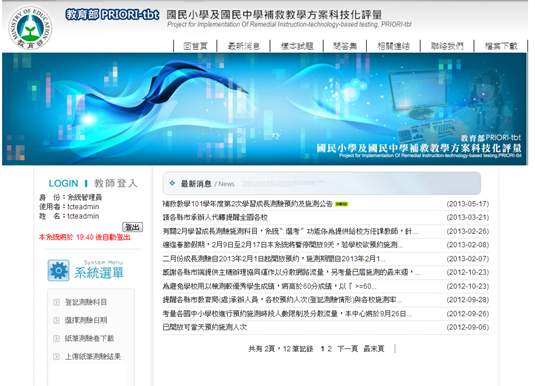 MINISTRY OF EDUCATION
教育部
教育部 PRIORI-tbt 國民小學及國民中學補救教學方案科技化評量
Project for Implementation Of Remedial Instruction-technology-based testing, PRIORI-tbt
回首頁 最新消息 樣本試題 問答集 相關連結 聯絡我們 檔案下載
教育部PRIORI-tbt
國民小學及國民中學補救教學方案科技化評量
Project for Implementation Of Remedial Instruction-technology-based testing, PRIORI-tbt
LOGIN 教師登入
身 份：系統管理員
使用者：tcteadmin
姓 名：tcteadmin
登出
本系統將於 19:40 後自動登出
System Menu
系統選單
登記測驗科目
選擇測驗日期
紙筆測驗卷下載
上傳紙筆測驗結果
最新消息 / News
補救教學101學年度第2次學習成長測驗預約及施測公告 (2013-05-17)
請各縣市承辦人代轉提醒全國各校 (2013-03-21)
有關2月學習成長測驗施測科目，系統〝選考〞功能係為提供給校方任課教師，針... (2013-02-26)
適逢春節假期，2月9日至2月17日本系統將暫停開放9天，若學校欲預約施測... (2013-02-08)
二月份成長測驗自2013年2月1日起開放預約，施測期間自2013年2月1... (2013-02-07)
感謝各縣市端提供主機辦理協同運作以分散網路流量，另考量已屆施測的最末週，... (2012-10-23)
為避免學校用以檢測較優秀學生成績，將高於60分成績，以「 >=60... (2012-10-23)
提醒各縣市教育局(處)承辦人員，各校預約人次(登記測驗情形)與各校施測率... (2012-09-28)
考量各國中小學校進行預約施測時段人數限制及分散流量，本中心將於9月26日... (2012-09-26)
已開放可當天預約施測人次 (2012-09-06)
共有 2頁，12 筆記錄 1 2 下一頁 最末頁